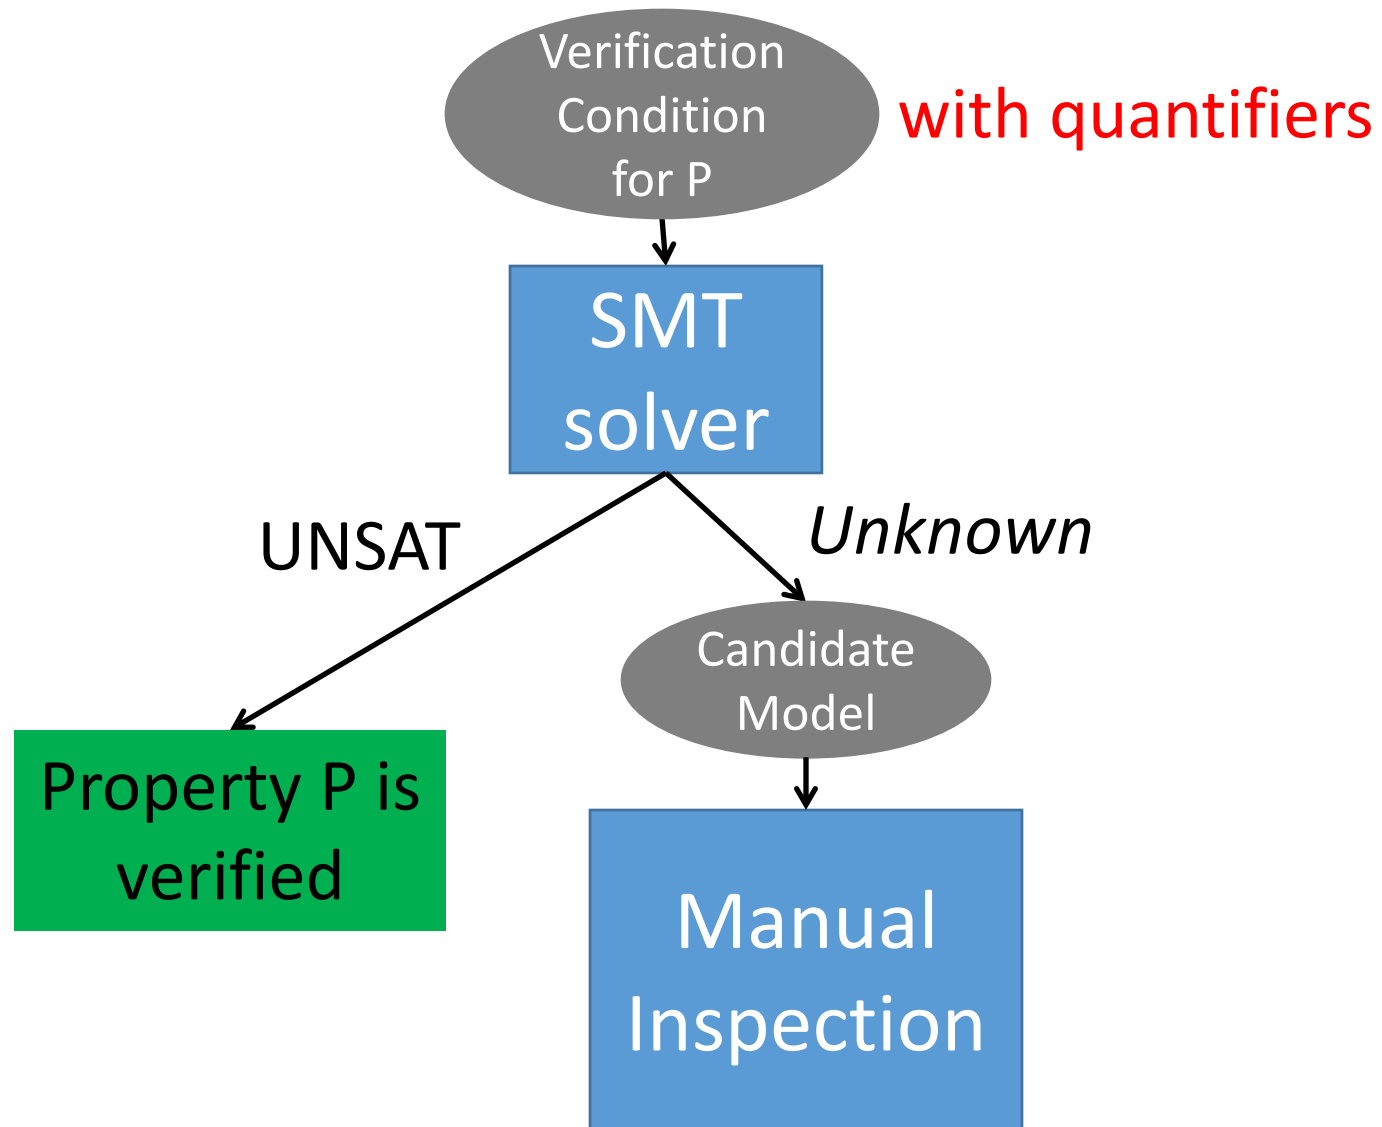 Verification
Condition
for P
with quantifiers
SMT
solver
UNSAT
Unknown
Candidate
Model
Property P is
verified
Manual
Inspection